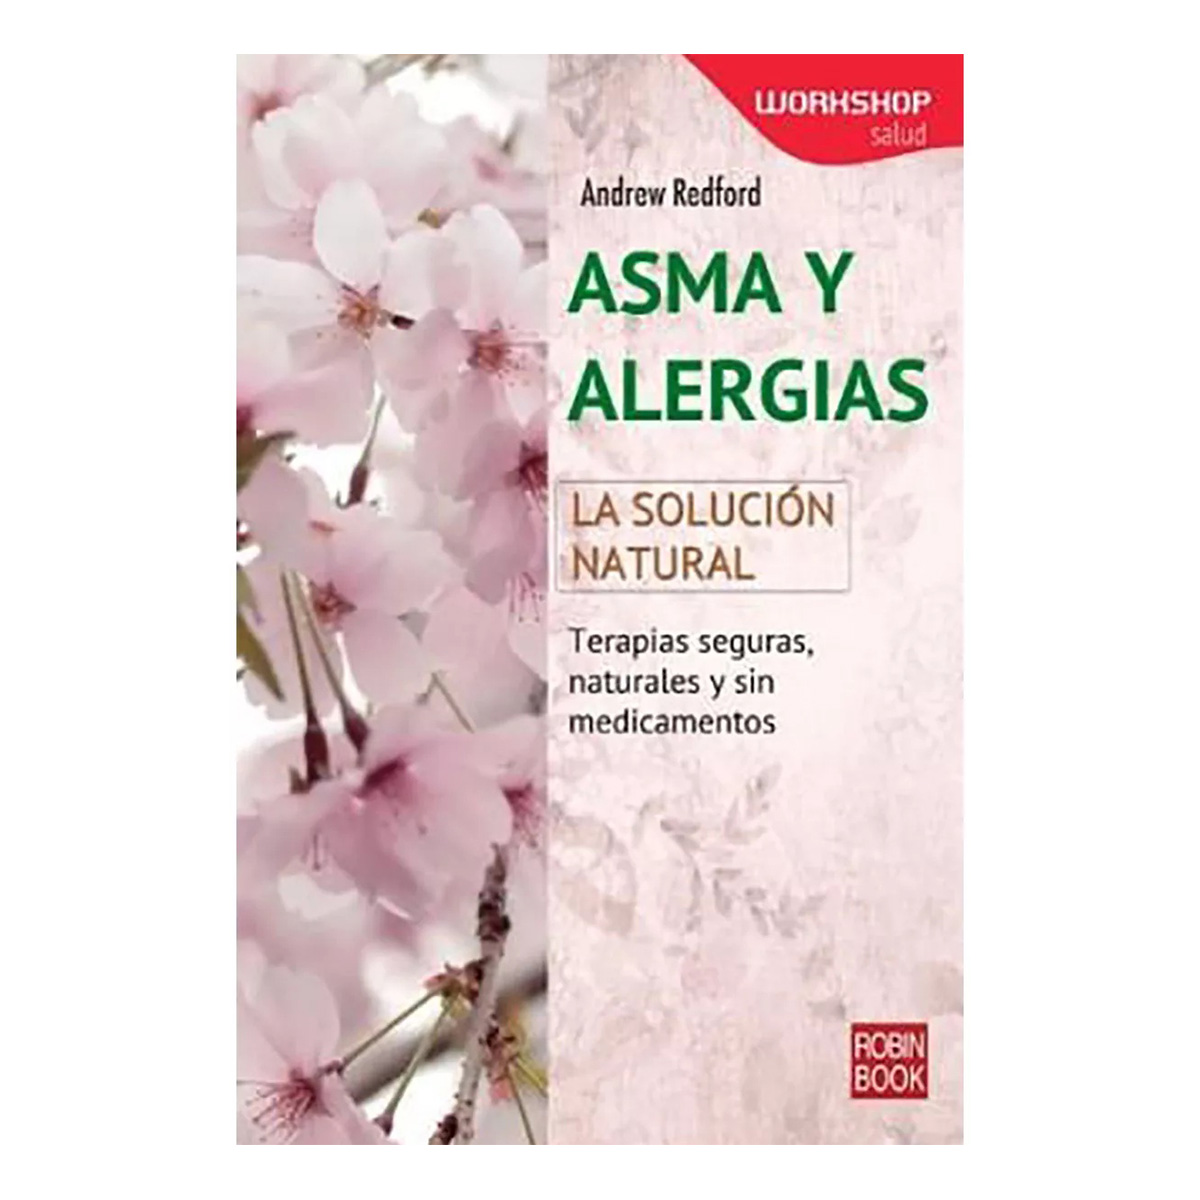 WORKSHOP
salud
Andrew Redford
ASMA Y
ALERGIAS
LA SOLUCIÓN
NATURAL
Terapias seguras,
naturales y sin
medicamentos
ROBIN
BOOK